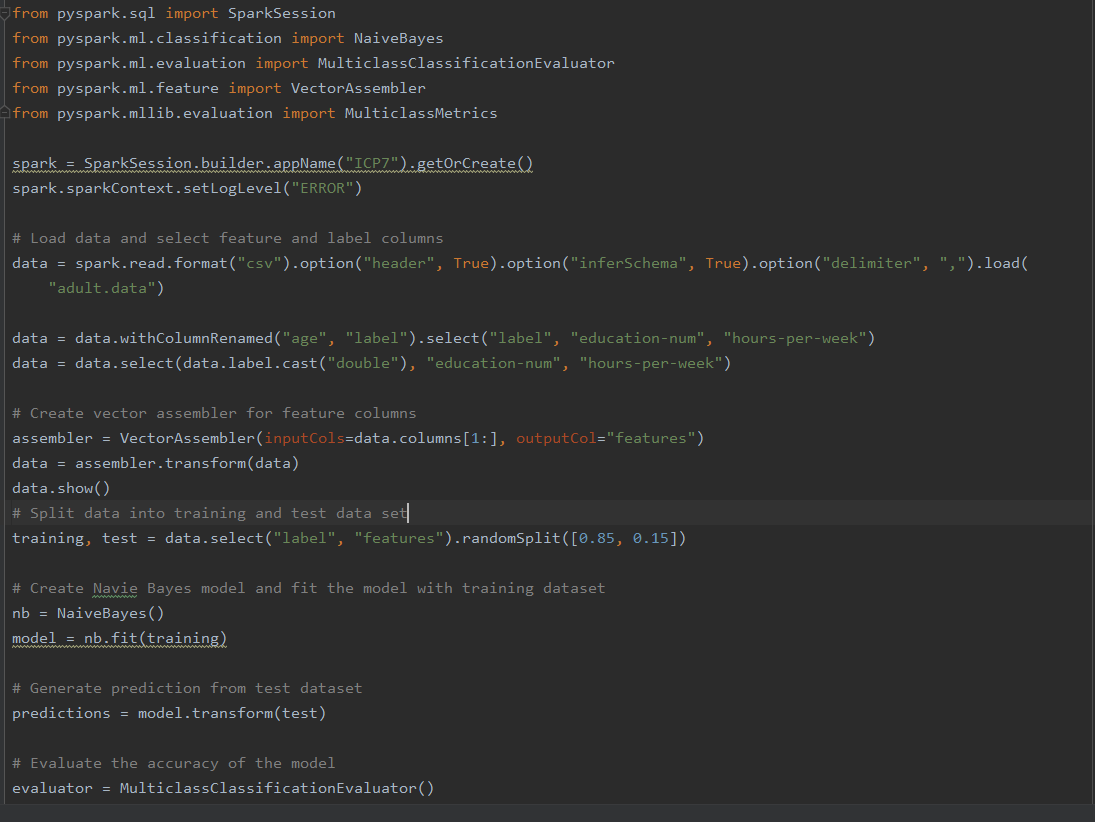 from pyspark.sql import SparkSession
from pyspark.ml.classification import NaiveBayes
from pyspark.ml.evaluation import MulticlassClassificationEvaluator
from pyspark.ml.feature import VectorAssembler
from pyspark.mllib.evaluation import MulticlassMetrics
spark = SparkSession.builder.appName("ICP7").getOrCreate()
spark.sparkContext.setLogLevel("ERROR")
# Load data and select feature and label columns
data = spark.read.format("csv").option("header", True).option("inferSchema", True).option("delimiter", ",").load(
    "adult.data")
data = data.withColumnRenamed("age", "label").select("label", "education-num", "hours-per-week")
data = data.select(data.label.cast("double"), "education-num", "hours-per-week")
# Create vector assembler for feature columns
assembler = VectorAssembler(inputCols=data.columns[1:], outputCol="features")
data = assembler.transform(data)
data.show()
# Split data into training and test data set
training, test = data.select("label", "features").randomSplit([0.85, 0.15])
# Create Navie Bayes model and fit the model with training dataset
nb = NaiveBayes()
model = nb.fit(training)
# Generate prediction from test dataset
predictions = model.transform(test)
# Evaluate the accuracy of the model
evaluator = MulticlassClassificationEvaluator()